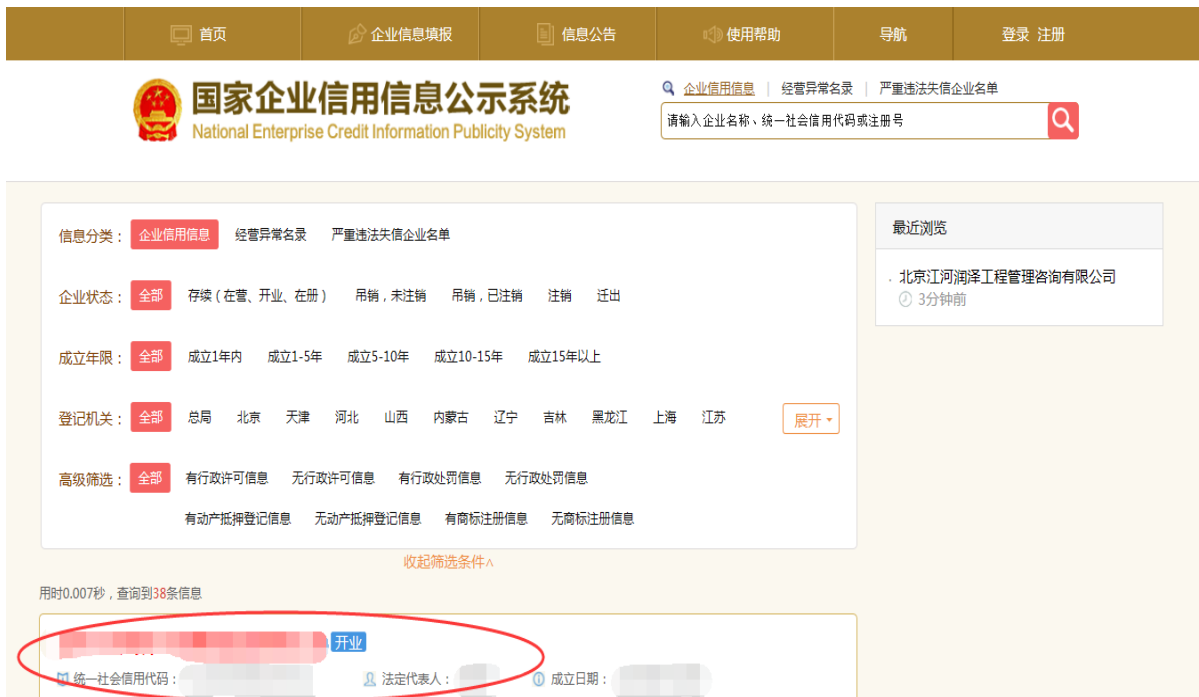 首页 企业信息填报 信息公告 使用帮助 导航 登录 注册
国家企业信用信息公示系统
National Enterprise Credit Information Publicity System
企业信用信息 | 经营异常名录 | 严重违法失信企业名单
请输入企业名称、统一社会信用代码或注册号
信息分类： 企业信用信息 经营异常名录 严重违法失信企业名单
企业状态： 全部 存续（在营、开业、在册） 吊销，未注销 吊销，已注销 注销 迁出
成立年限： 全部 成立1年内 成立1-5年 成立5-10年 成立10-15年 成立15年以上
登记机关： 全部 总局 北京 天津 河北 山西 内蒙古 辽宁 吉林 黑龙江 上海 江苏 展开
高级筛选： 全部 有行政许可信息 无行政许可信息 有行政处罚信息 无行政处罚信息
有动产抵押登记信息 无动产抵押登记信息 有商标注册信息 无商标注册信息
收起筛选条件∧
最近浏览
北京江河润泽工程管理咨询有限公司
3分钟前
用时0.007秒，查询到38条信息
开业
统一社会信用代码： 法定代表人： 成立日期：